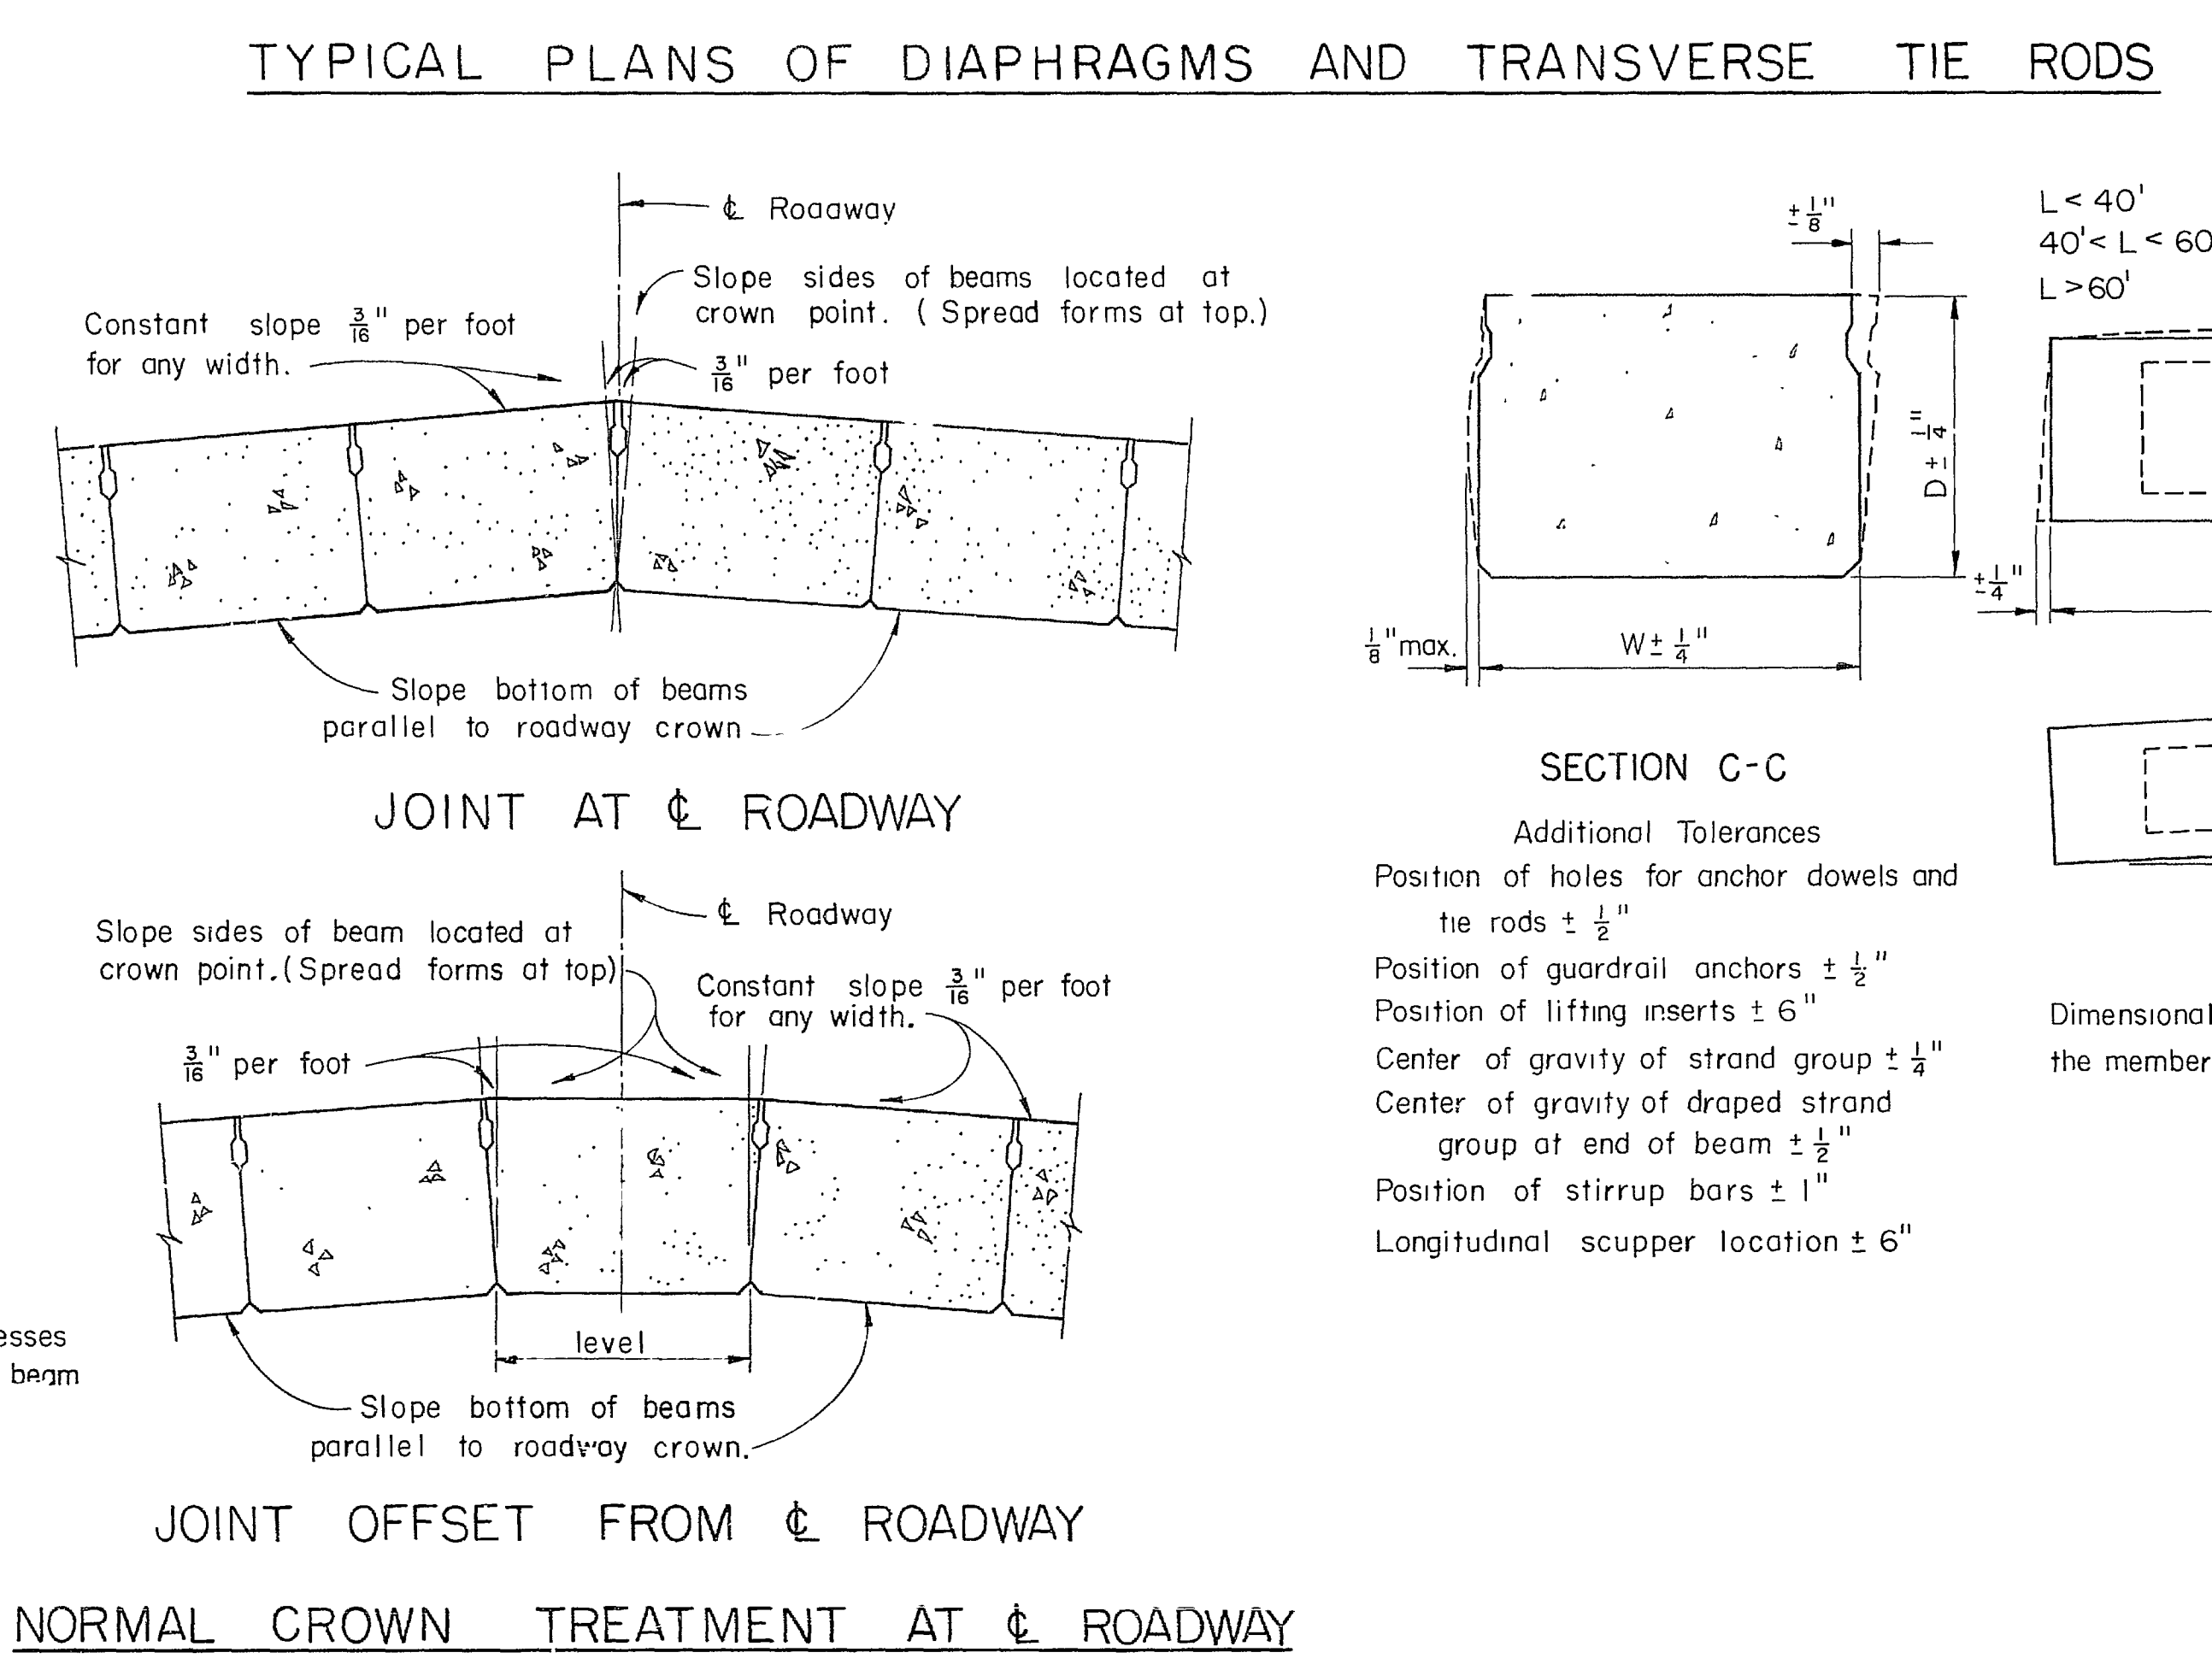 TYPICAL PLANS OF DIAPHRAGMS AND TRANSVERSE TIE RODS
℄ Roadway
Slope sides of beams located at
crown point. ( Spread forms at top.)
Constant slope 3/16" per foot
for any width.
3/16" per foot
Slope bottom of beams
parallel to roadway crown
JOINT AT ℄ ROADWAY
℄ Roadway
Slope sides of beam located at
crown point.(Spread forms at top)
Constant slope 3/16" per foot
for any width.
3/16" per foot
level
Slope bottom of beams
parallel to roadway crown.
JOINT OFFSET FROM ℄ ROADWAY
NORMAL CROWN TREATMENT AT ℄ ROADWAY
esses
beam
± 1/8"
D ± 1/4"
1/8" max.
W ± 1/4"
SECTION C-C
Additional Tolerances
Position of holes for anchor dowels and
tie rods ± 1/2"
Position of guardrail anchors ± 1/2"
Position of lifting inserts ± 6"
Center of gravity of strand group ± 1/4"
Center of gravity of draped strand
group at end of beam ± 1/2"
Position of stirrup bars ± 1"
Longitudinal scupper location ± 6"
L < 40'
40' < L < 60
L > 60'
± 1/4"
Dimensional
the member